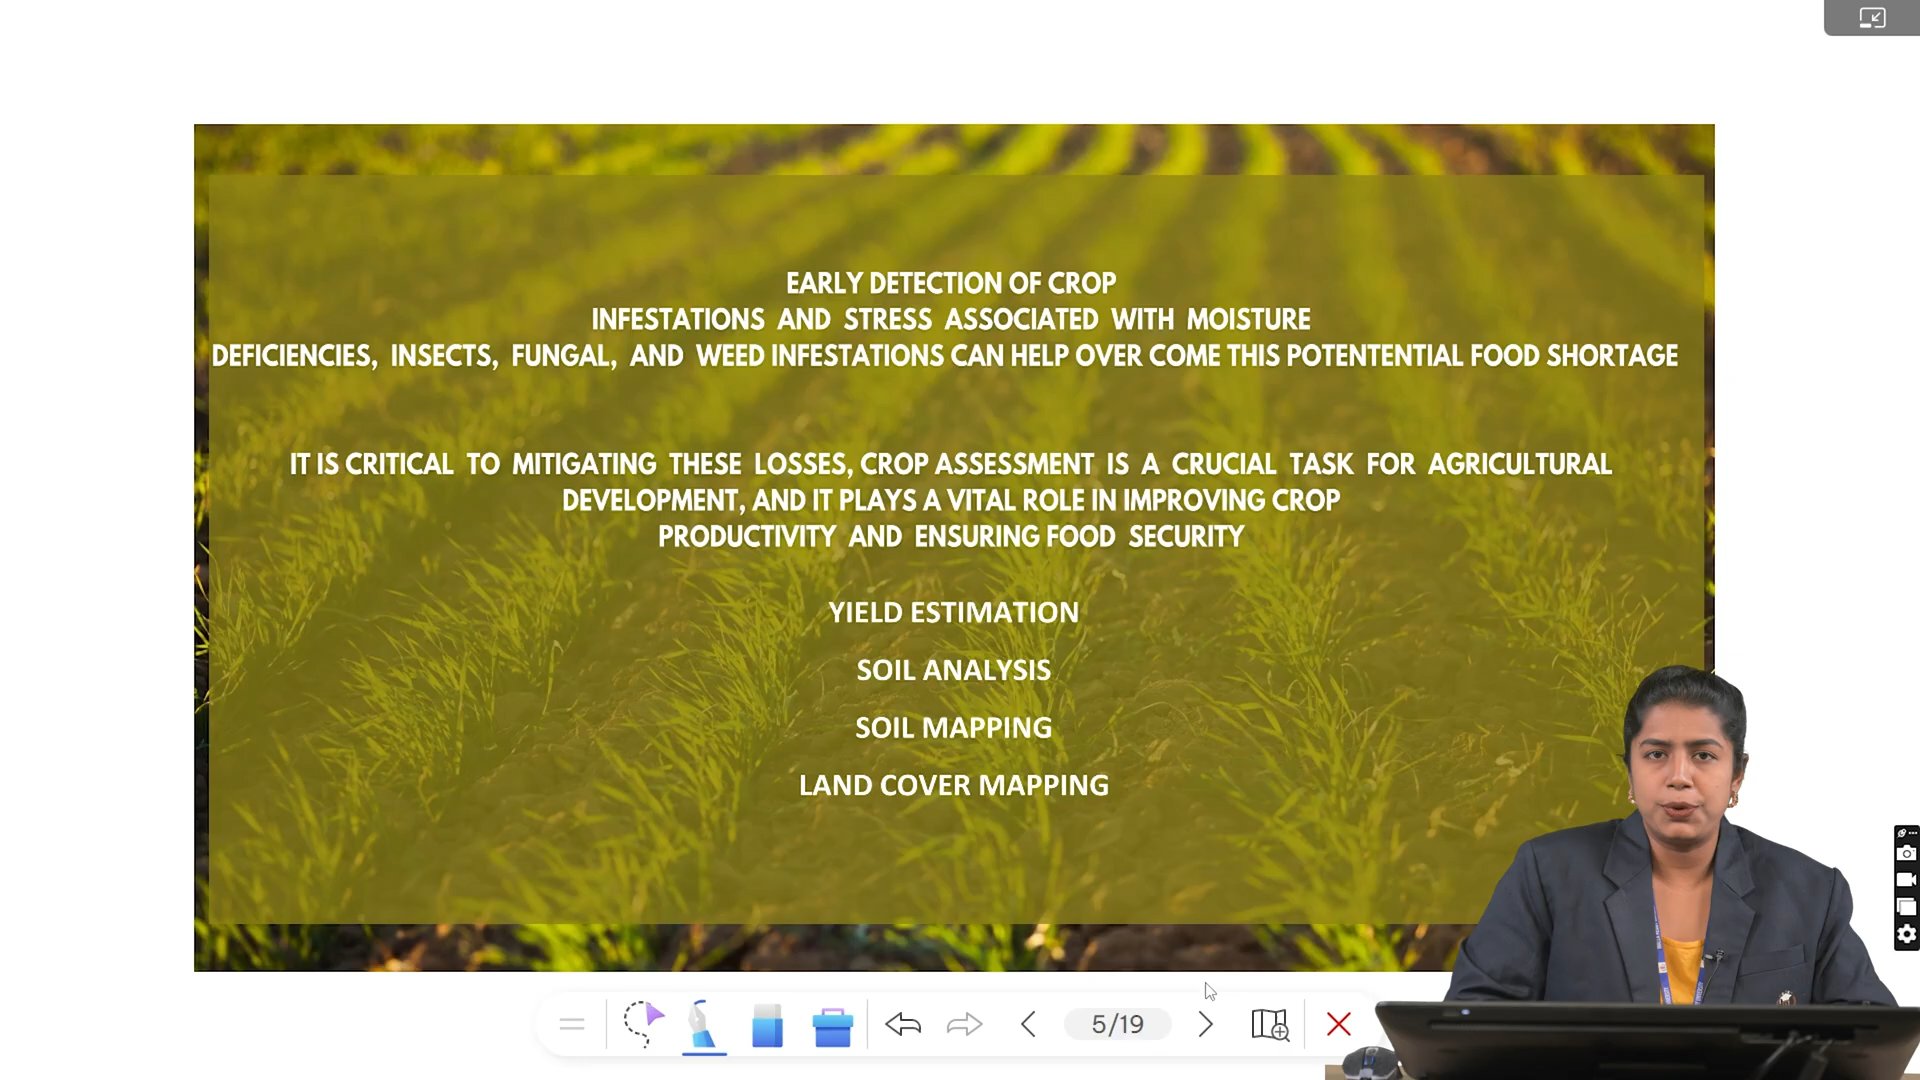 EARLY DETECTION OF CROP
INFESTATIONS AND STRESS ASSOCIATED WITH MOISTURE
DEFICIENCIES, INSECTS, FUNGAL, AND WEED INFESTATIONS CAN HELP OVER COME THIS POTENTENTIAL FOOD SHORTAGE
IT IS CRITICAL TO MITIGATING THESE LOSSES, CROP ASSESSMENT IS A CRUCIAL TASK FOR AGRICULTURAL
DEVELOPMENT, AND IT PLAYS A VITAL ROLE IN IMPROVING CROP
PRODUCTIVITY AND ENSURING FOOD SECURITY
YIELD ESTIMATION
SOIL ANALYSIS
SOIL MAPPING
LAND COVER MAPPING
5/19